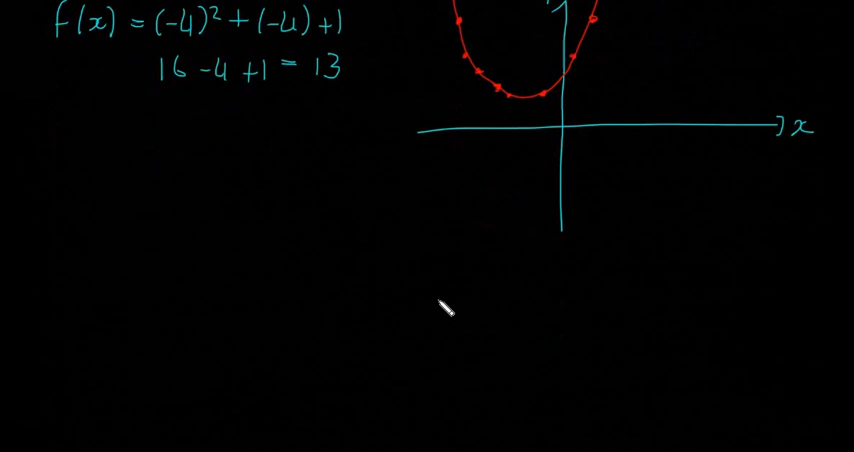 f(x) = (-4)² + (-4) + 1
16 - 4 + 1 = 13
x